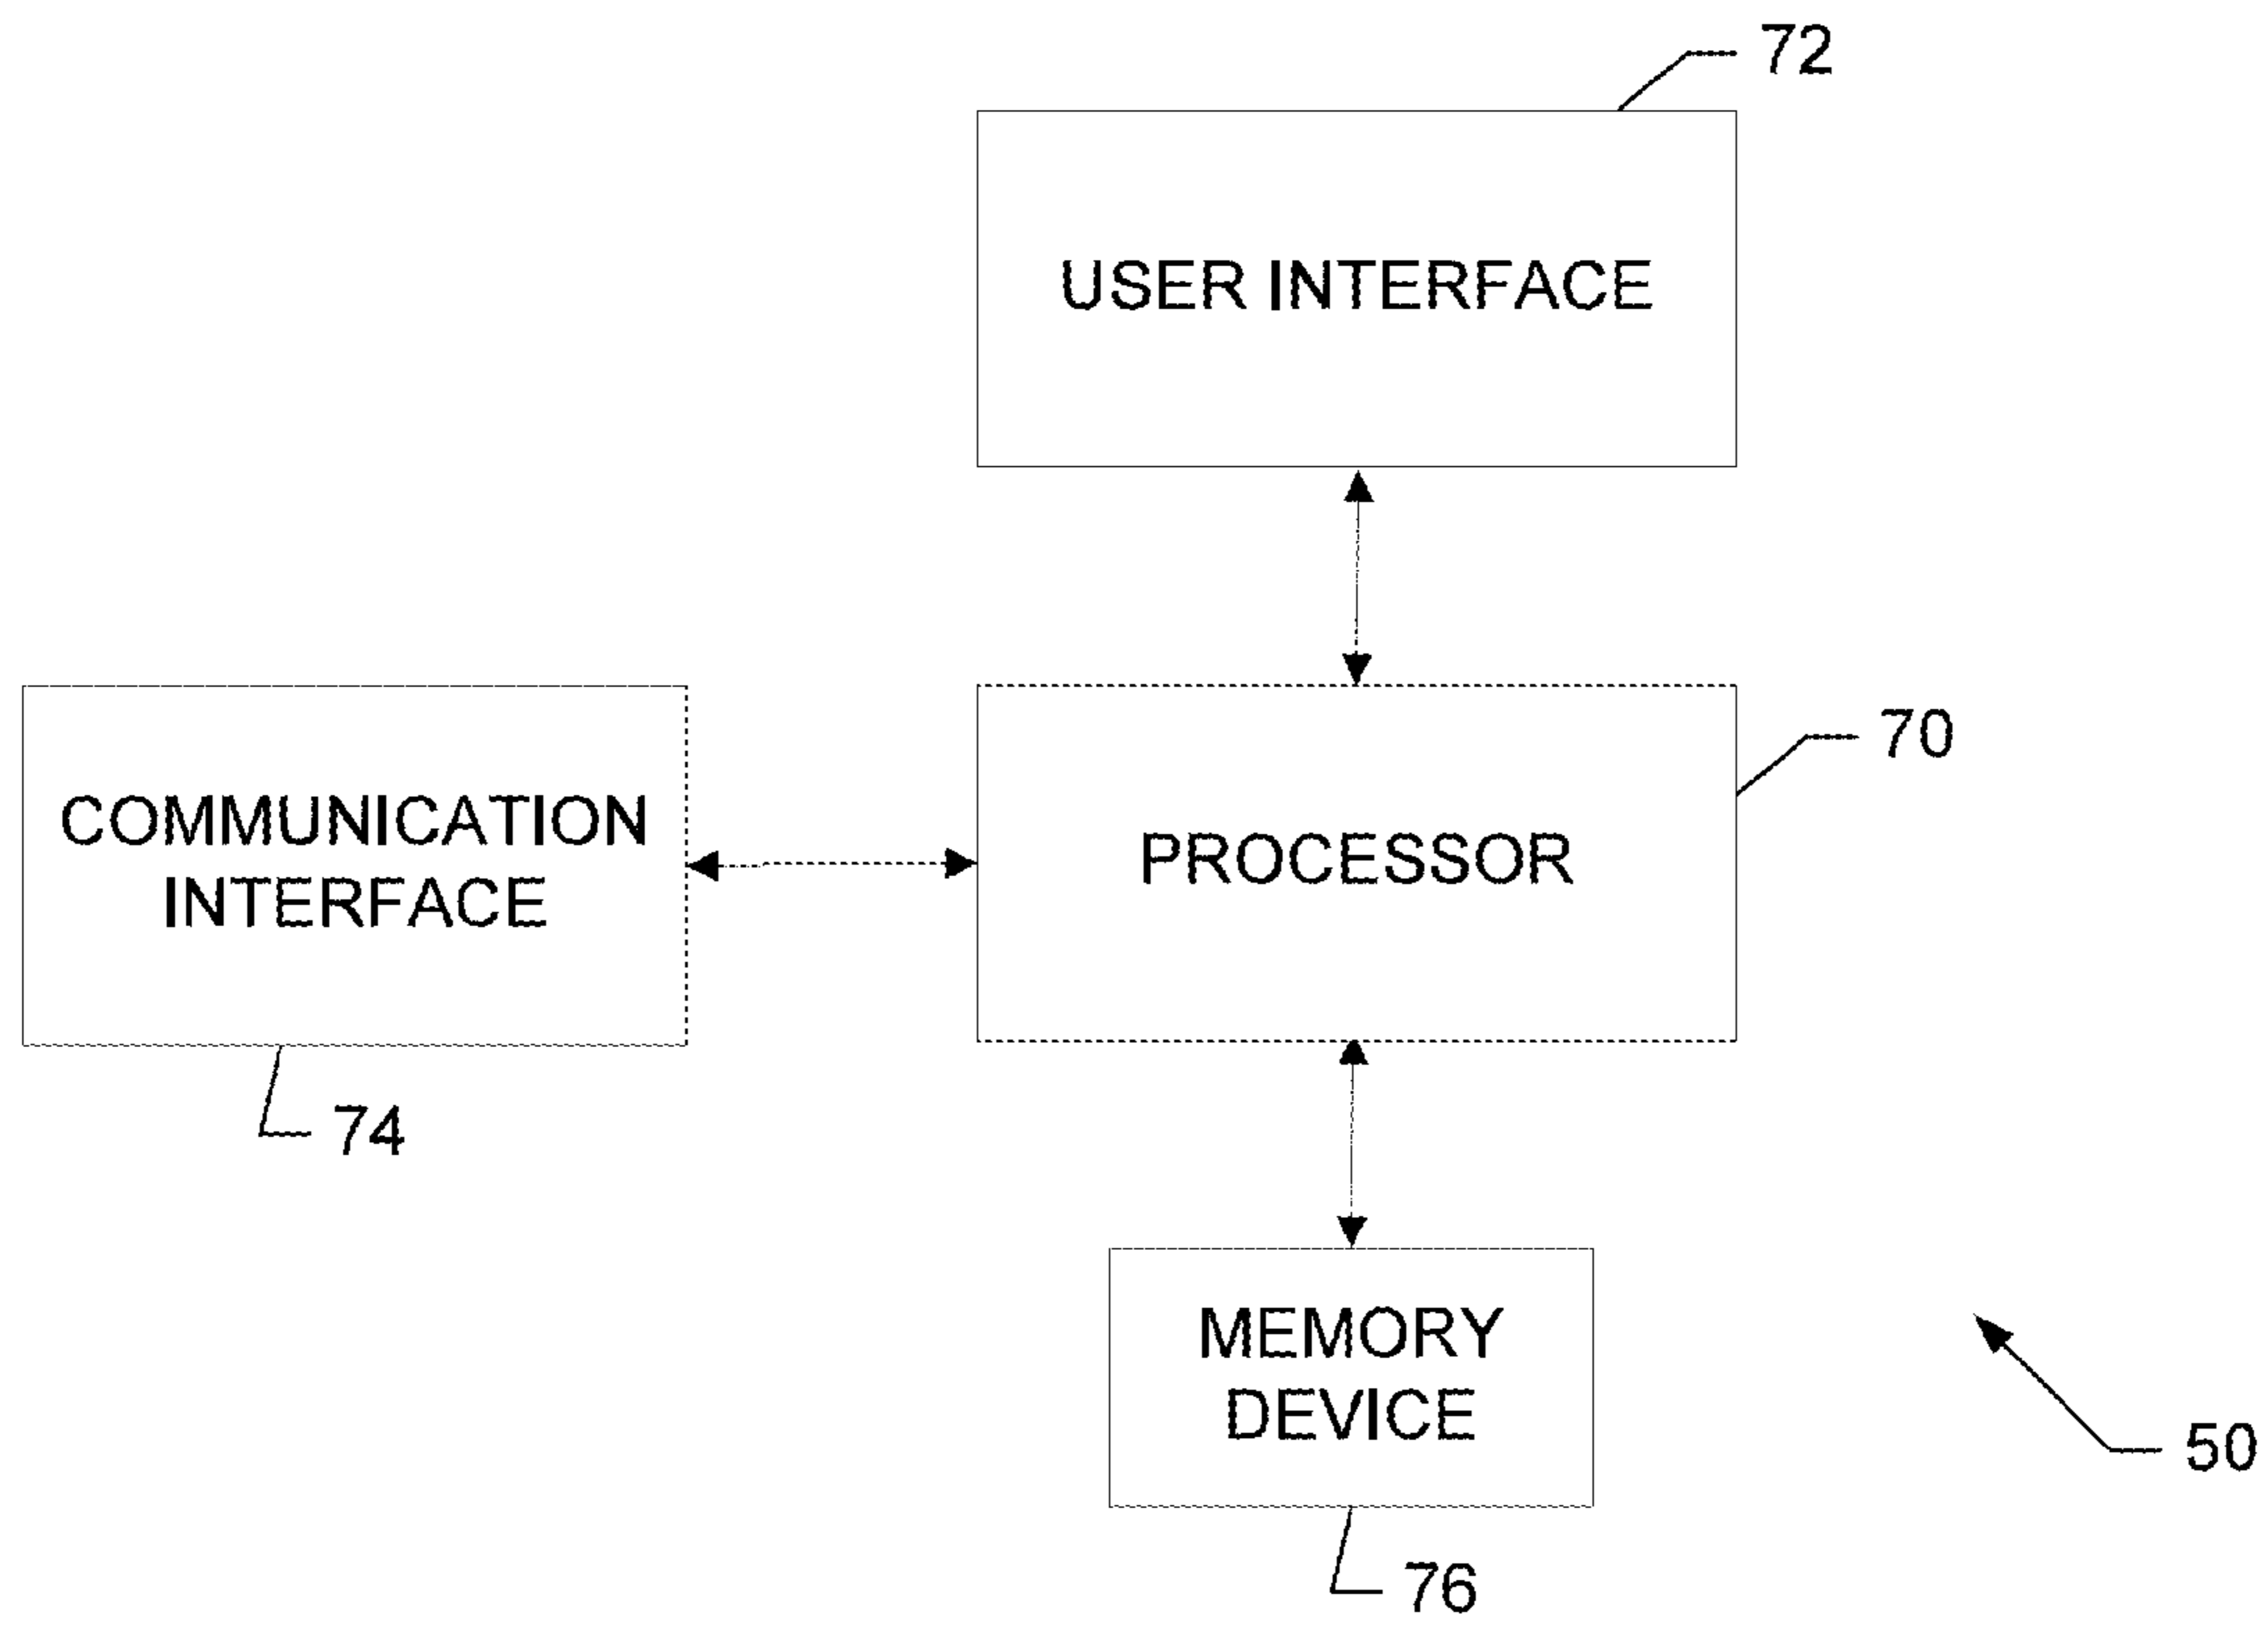 72
USER INTERFACE
70
COMMUNICATION
INTERFACE
PROCESSOR
74
MEMORY
DEVICE
50
76